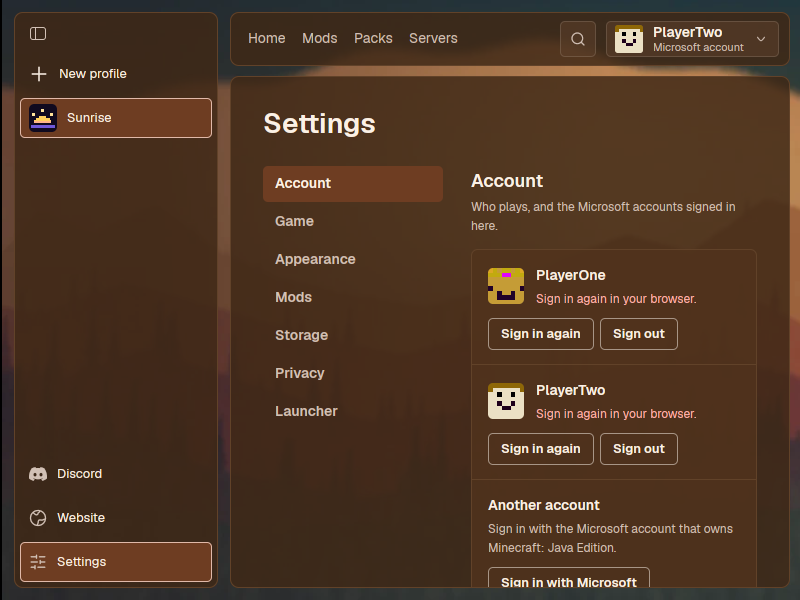 New profile
Sunrise
Discord
Website
Settings
Home Mods Packs Servers
PlayerTwo
Microsoft account
Settings
Account
Game
Appearance
Mods
Storage
Privacy
Launcher
Account
Who plays, and the Microsoft accounts signed in
here.
PlayerOne
Sign in again in your browser.
Sign in again Sign out
PlayerTwo
Sign in again in your browser.
Sign in again Sign out
Another account
Sign in with the Microsoft account that owns
Minecraft: Java Edition.
Sign in with Microsoft